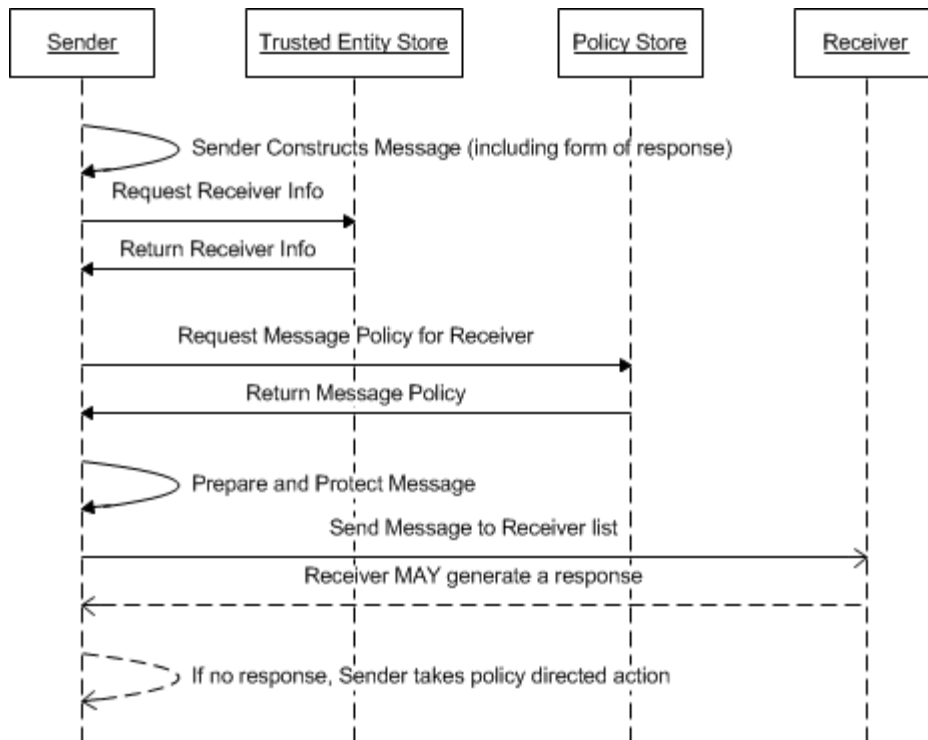 Sender
Trusted Entity Store
Policy Store
Receiver
Sender Constructs Message (including form of response)
Request Receiver Info
Return Receiver Info
Request Message Policy for Receiver
Return Message Policy
Prepare and Protect Message
Send Message to Receiver list
Receiver MAY generate a response
If no response, Sender takes policy directed action